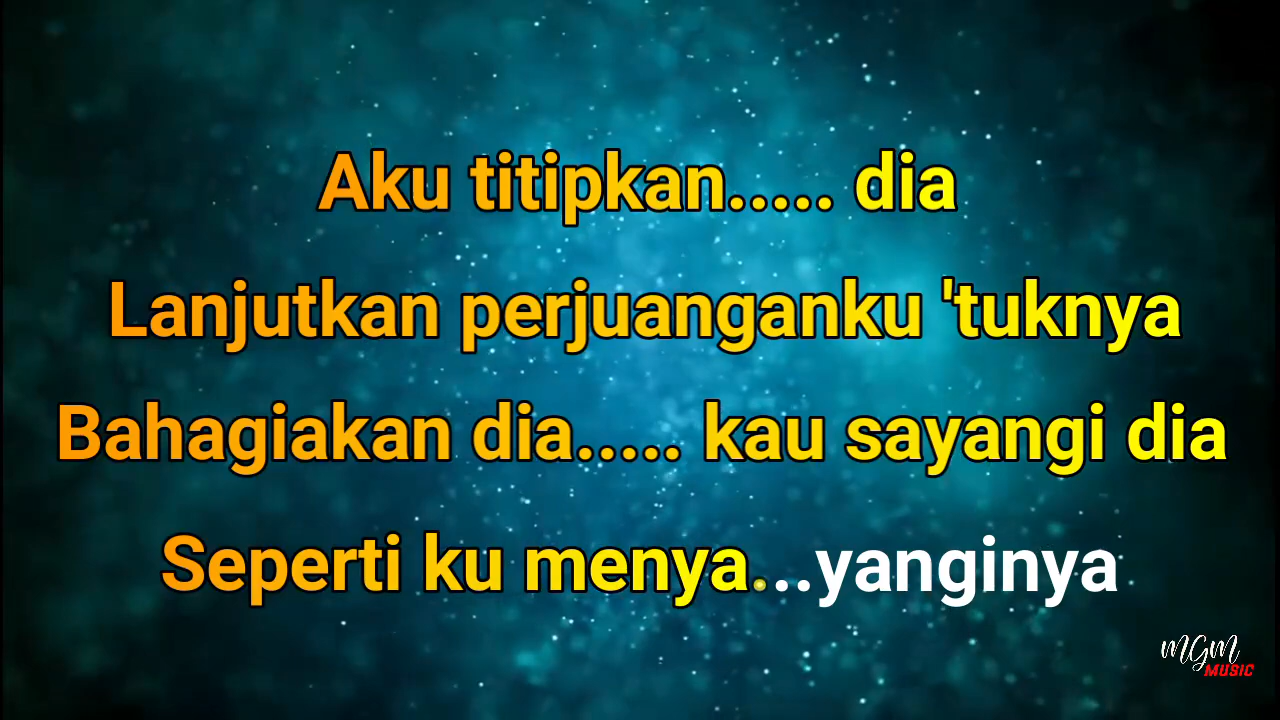 Aku titipkan..... dia
Lanjutkan perjuanganku 'tuknya
Bahagiakan dia..... kau sayangi dia
Seperti ku menya...yanginya
MGM
MUSIC